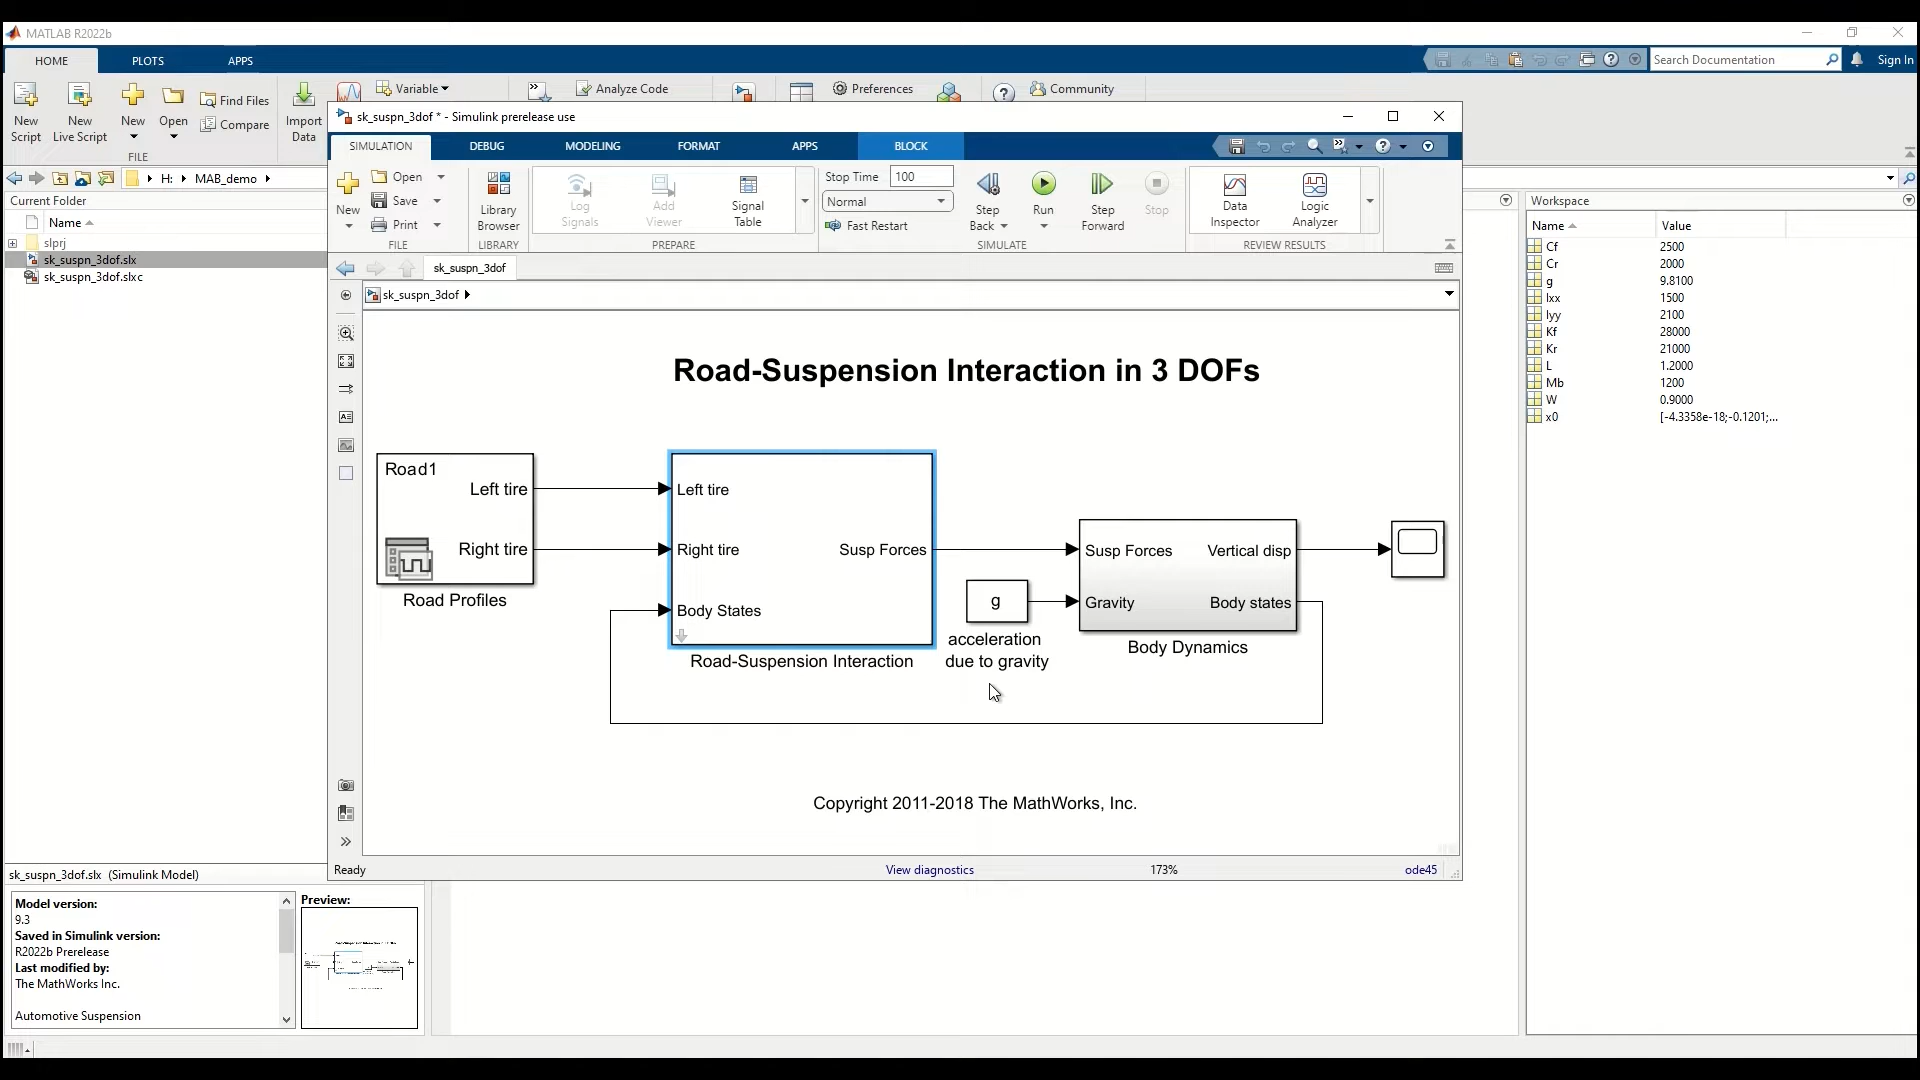 MATLAB R2022b
HOME PLOTS APPS
Search Documentation
Sign In
New Script
New Live Script
New
Open
Find Files
Compare
Import Data
Variable
Analyze Code
Preferences
Community
FILE
H: MAB_demo
Current Folder
Name
slprj
sk_suspn_3dof.slx
sk_suspn_3dof.slxc
sk_suspn_3dof * - Simulink prerelease use
SIMULATION DEBUG MODELING FORMAT APPS BLOCK
New
Open
Save
Print
FILE
Library Browser
LIBRARY
Log Signals
Add Viewer
Signal Table
PREPARE
Stop Time 100
Normal
Fast Restart
Step Back
Run
Step Forward
Stop
SIMULATE
Data Inspector
Logic Analyzer
REVIEW RESULTS
sk_suspn_3dof
sk_suspn_3dof
Road-Suspension Interaction in 3 DOFs
Road1
Left tire
Right tire
Road Profiles
Left tire
Right tire
Susp Forces
Body States
Road-Suspension Interaction
g
acceleration
due to gravity
Susp Forces Vertical disp
Gravity Body states
Body Dynamics
Copyright 2011-2018 The MathWorks, Inc.
Ready
View diagnostics
173%
ode45
Workspace
Name Value
Cf 2500
Cr 2000
g 9.8100
Ixx 1500
Iyy 2100
Kf 28000
Kr 21000
L 1.2000
Mb 1200
W 0.9000
x0 [-4.3358e-18;-0.1201;...
sk_suspn_3dof.slx (Simulink Model)
Model version:
9.3
Saved in Simulink version:
R2022b Prerelease
Last modified by:
The MathWorks Inc.
Automotive Suspension
Preview: